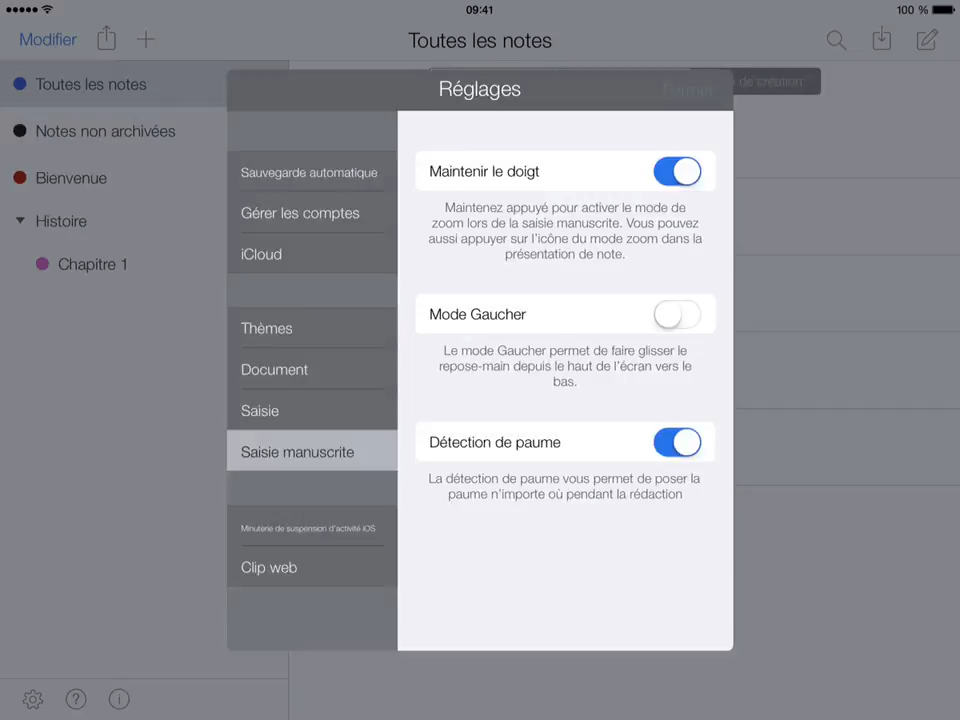 09:41
100 %
Modifier
Toutes les notes
Toutes les notes
Notes non archivées
Bienvenue
Histoire
Chapitre 1
Réglages
Fermer
de création
Sauvegarde automatique
Gérer les comptes
iCloud
Thèmes
Document
Saisie
Saisie manuscrite
Minuterie de suspension d'activité iOS
Clip web
Maintenir le doigt
Maintenez appuyé pour activer le mode de
zoom lors de la saisie manuscrite. Vous pouvez
aussi appuyer sur l'icône du mode zoom dans la
présentation de note.
Mode Gaucher
Le mode Gaucher permet de faire glisser le
repose-main depuis le haut de l'écran vers le
bas.
Détection de paume
La détection de paume vous permet de poser la
paume n'importe où pendant la rédaction